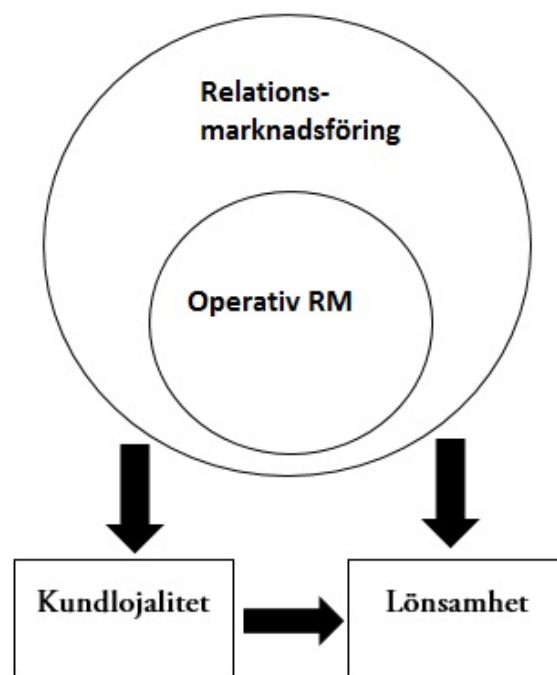 Relations-
marknadsföring
Operativ RM
Kundlojalitet
Lönsamhet